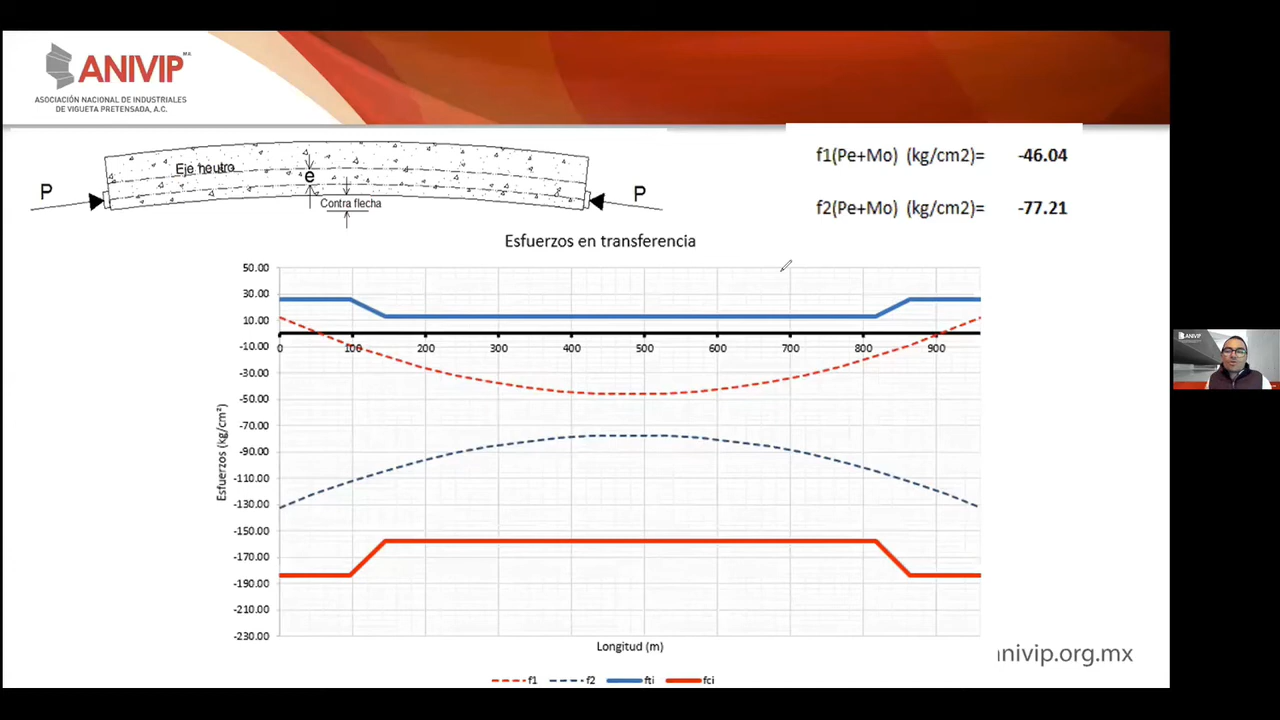 ANIVIP MR
ASOCIACIÓN NACIONAL DE INDUSTRIALES
DE VIGUETA PRETENSADA, A.C.
Eje neutro
e
P
P
Contra flecha
f1(Pe+Mo) (kg/cm2)= -46.04
f2(Pe+Mo) (kg/cm2)= -77.21
Esfuerzos en transferencia
50.00
30.00
10.00
-10.00
-30.00
-50.00
-70.00
-90.00
-110.00
-130.00
-150.00
-170.00
-190.00
-210.00
-230.00
0 100 200 300 400 500 600 700 800 900
Esfuerzos (kg/cm²)
Longitud (m)
f1 f2 fti fci
anivip.org.mx
ANIVIP